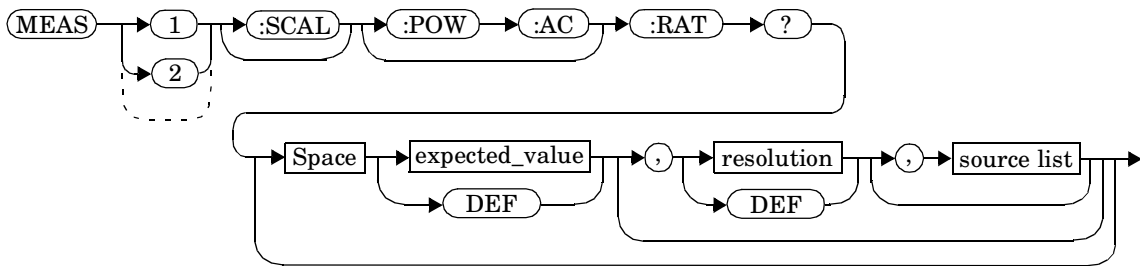 MEAS 1 :SCAL :POW :AC :RAT ?
2
Space expected_value , resolution , source list
DEF DEF